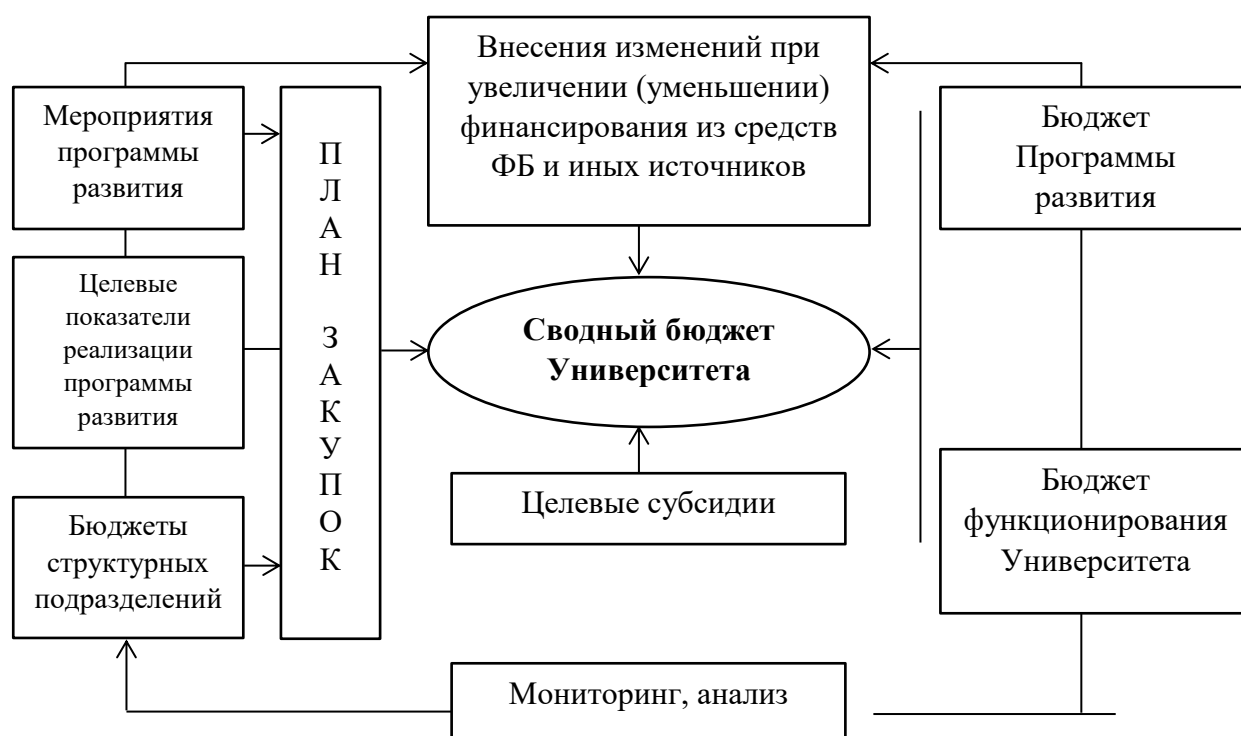 Внесения изменений при
увеличении (уменьшении)
финансирования из средств
ФБ и иных источников
Мероприятия
программы
развития
Целевые
показатели
реализации
программы
развития
Бюджеты
структурных
подразделений
П
Л
А
Н
З
А
К
У
П
О
К
Сводный бюджет
Университета
Целевые субсидии
Бюджет
Программы
развития
Бюджет
функционирования
Университета
Мониторинг, анализ